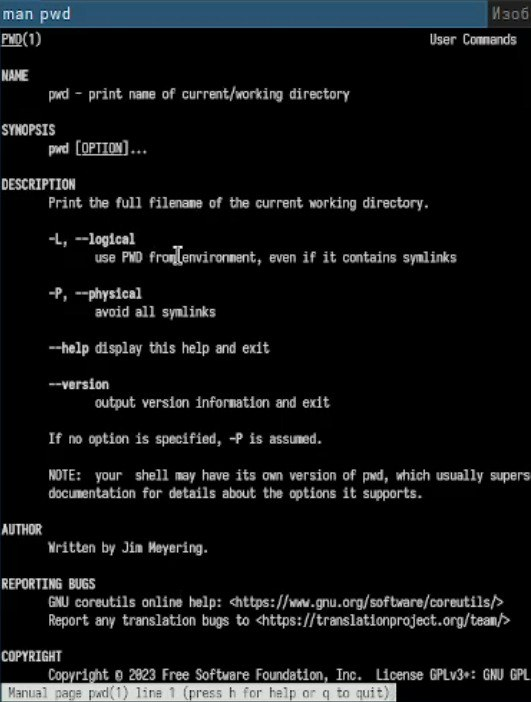 man pwd
Изоб
PWD(1) User Commands
NAME
pwd - print name of current/working directory
SYNOPSIS
pwd [OPTION]...
DESCRIPTION
Print the full filename of the current working directory.
-L, --logical
use PWD from environment, even if it contains symlinks
-P, --physical
avoid all symlinks
--help display this help and exit
--version
output version information and exit
If no option is specified, -P is assumed.
NOTE: your shell may have its own version of pwd, which usually supers
documentation for details about the options it supports.
AUTHOR
Written by Jim Meyering.
REPORTING BUGS
GNU coreutils online help: <https://www.gnu.org/software/coreutils/>
Report any translation bugs to <https://translationproject.org/team/>
COPYRIGHT
Copyright © 2023 Free Software Foundation, Inc. License GPLv3+: GNU GPL
Manual page pwd(1) line 1 (press h for help or q to quit)